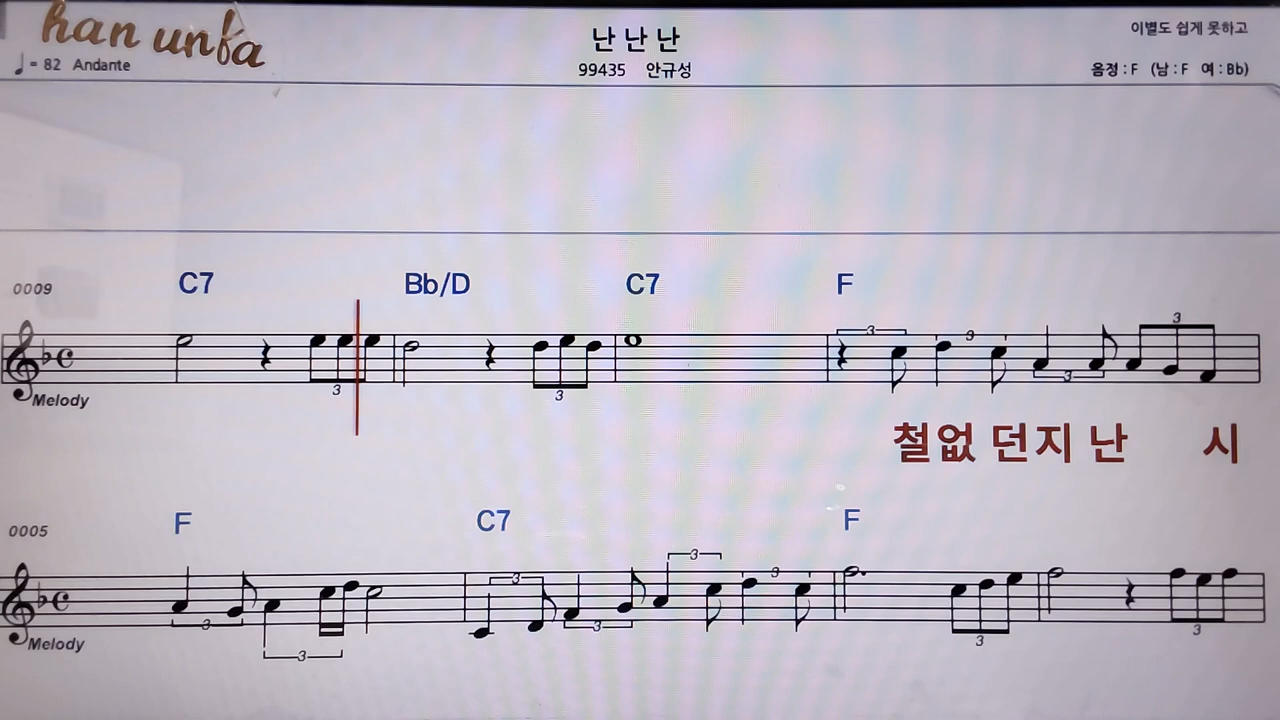 han unfa
난 난 난
이별도 쉽게 못하고
♩= 82 Andante
99435 안규성
음정 : F (남 : F 여 : Bb)
0009 C7 Bb/D C7 F
3 3 3 3 3 3
Melody
철없 던지 난 시
0005 F C7 F
3 3 3 3 3 3 3 3
Melody